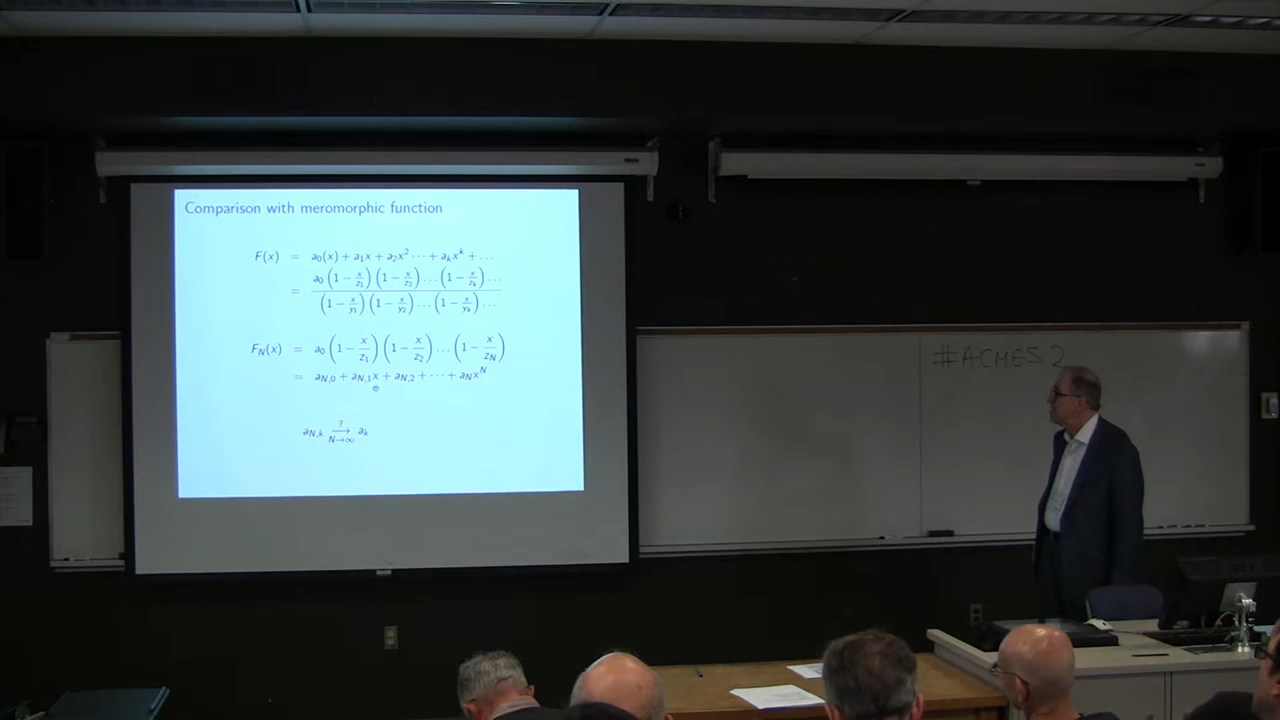 Comparison with meromorphic function
F(x) = a₀(x) + a₁x + a₂x² ⋯ + aₖxᵏ + …
= a₀ (1 − x/z₁) (1 − x/z₂) … (1 − x/zₖ) …
(1 − x/y₁) (1 − x/y₂) … (1 − x/yₖ) …
F_N(x) = a₀ (1 − x/z₁) (1 − x/z₂) … (1 − x/z_N)
= a_{N,0} + a_{N,1}x + a_{N,2} + ⋯ + a_N x^N
a_{N,k} →^?_{N→∞} aₖ
#ACMES 2